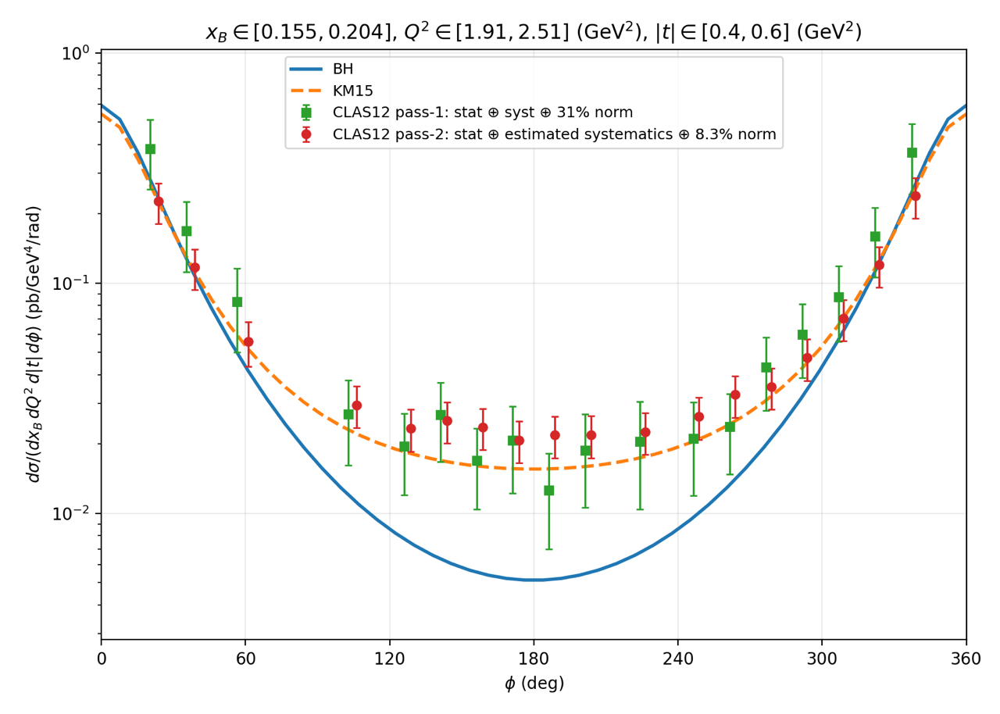 x_B ∈ [0.155, 0.204], Q² ∈ [1.91, 2.51] (GeV²), |t| ∈ [0.4, 0.6] (GeV²)
BH
KM15
CLAS12 pass-1: stat ⊕ syst ⊕ 31% norm
CLAS12 pass-2: stat ⊕ estimated systematics ⊕ 8.3% norm
dσ/(dx_B dQ² d|t| dϕ) (pb/GeV⁴/rad)
10⁰
10⁻¹
10⁻²
0 60 120 180 240 300 360
ϕ (deg)